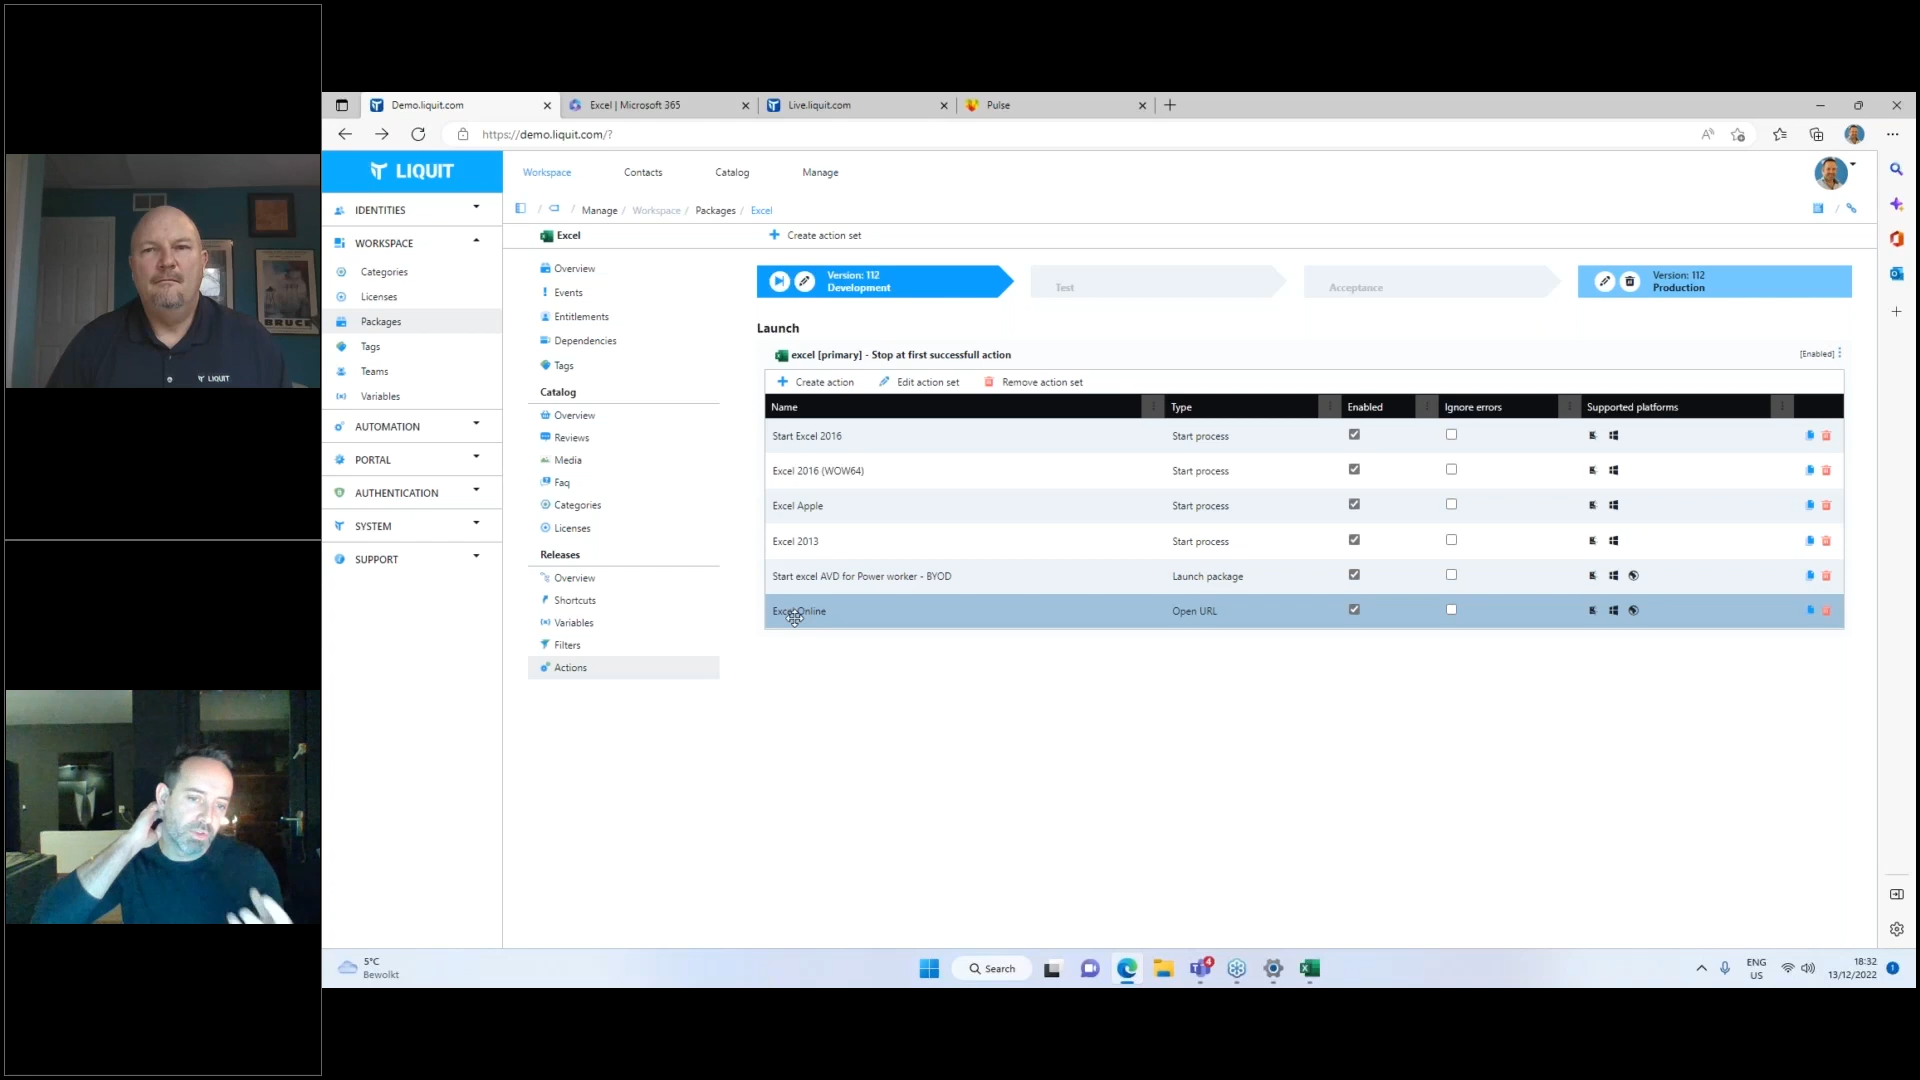 BRUCE
LIQUIT
Demo.liquit.com
Excel | Microsoft 365
Live.liquit.com
Pulse
https://demo.liquit.com/?
LIQUIT
Workspace
Contacts
Catalog
Manage
Manage / Workspace / Packages / Excel
IDENTITIES
WORKSPACE
Categories
Licenses
Packages
Tags
Teams
Variables
AUTOMATION
PORTAL
AUTHENTICATION
SYSTEM
SUPPORT
Excel
Overview
Events
Entitlements
Dependencies
Tags
Catalog
Overview
Reviews
Media
Faq
Categories
Licenses
Releases
Overview
Shortcuts
Variables
Filters
Actions
Create action set
Version: 112
Development
Test
Acceptance
Version: 112
Production
Launch
excel [primary] - Stop at first successfull action
[Enabled]
Create action
Edit action set
Remove action set
Name Type Enabled Ignore errors Supported platforms
Start Excel 2016 Start process
Excel 2016 (WOW64) Start process
Excel Apple Start process
Excel 2013 Start process
Start excel AVD for Power worker - BYOD Launch package
Excel Online Open URL
5°C
Bewolkt
Search
4
ENG
US
18:32
13/12/2022
1